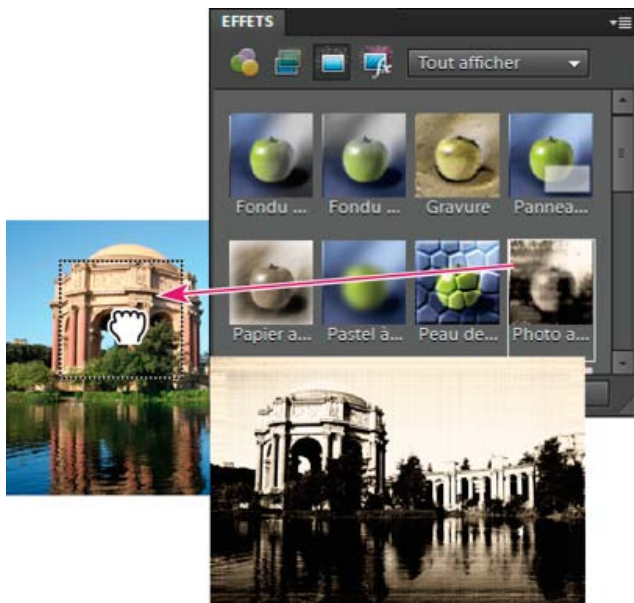 EFFETS
Tout afficher
Fondu ...
Fondu ...
Gravure
Pannea...
Papier a...
Pastel à...
Peau de...
Photo a...